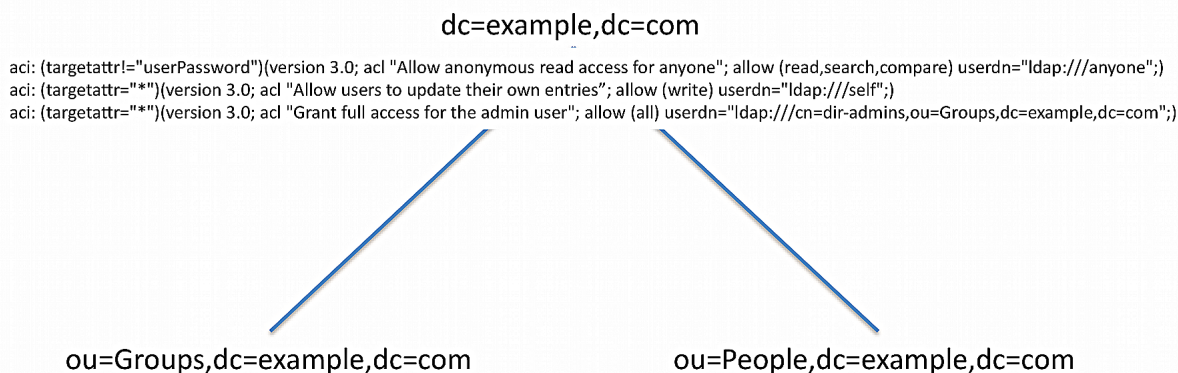 dc=example,dc=com
aci: (targetattr!="userPassword")(version 3.0; acl "Allow anonymous read access for anyone"; allow (read,search,compare) userdn="ldap:///anyone";)
aci: (targetattr="*")(version 3.0; acl "Allow users to update their own entries”; allow (write) userdn="ldap:///self";)
aci: (targetattr="*")(version 3.0; acl "Grant full access for the admin user"; allow (all) userdn="ldap:///cn=dir-admins,ou=Groups,dc=example,dc=com";)
ou=Groups,dc=example,dc=com
ou=People,dc=example,dc=com